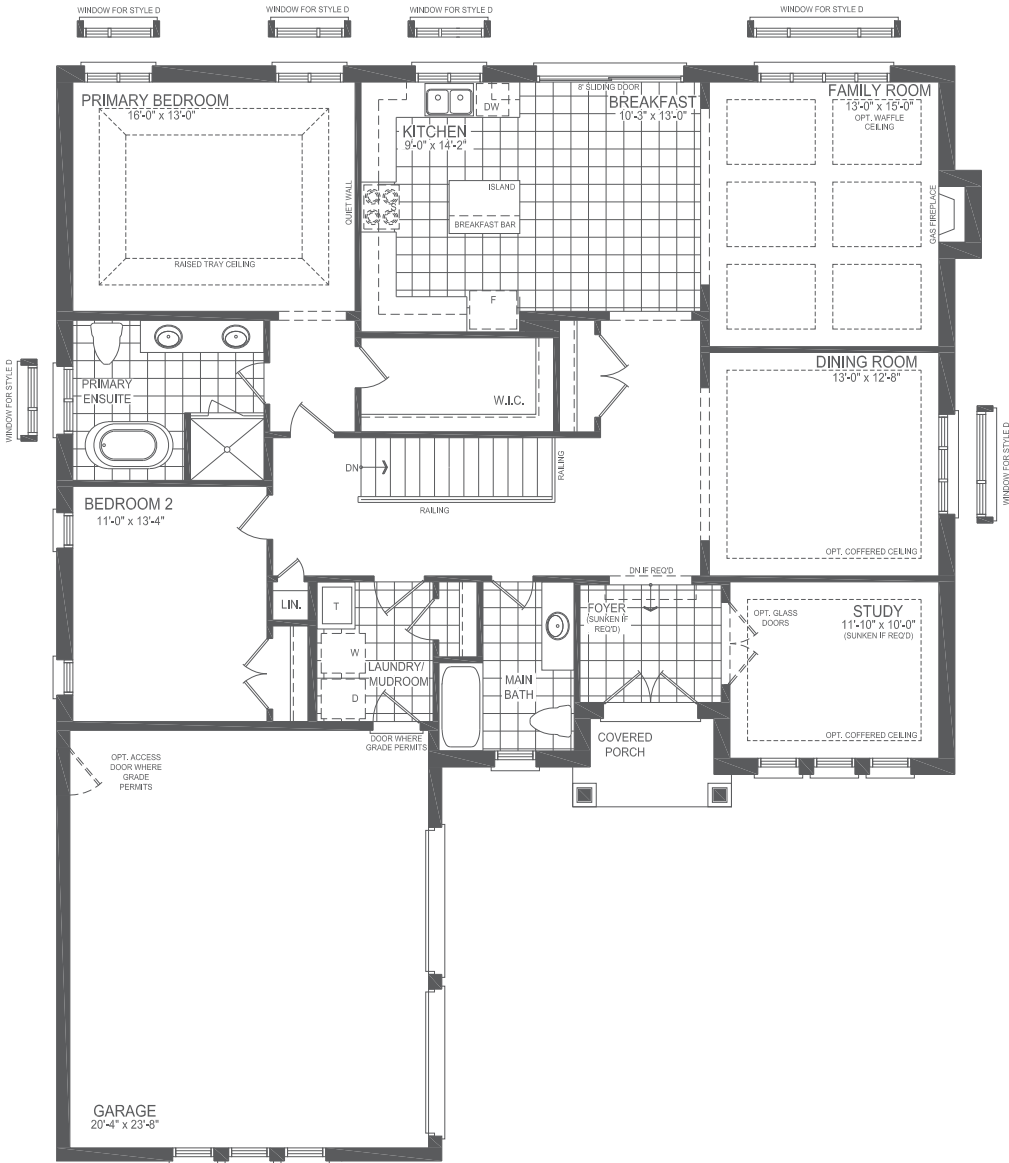 WINDOW FOR STYLE D
WINDOW FOR STYLE D
WINDOW FOR STYLE D
WINDOW FOR STYLE D
PRIMARY BEDROOM
16'-0" x 13'-0"
RAISED TRAY CEILING
QUIET WALL
KITCHEN
9'-0" x 14'-2"
DW
8' SLIDING DOOR
BREAKFAST
10'-3" x 13'-0"
ISLAND
BREAKFAST BAR
S
F
FAMILY ROOM
13'-0" x 15'-0"
OPT. WAFFLE
CEILING
GAS FIREPLACE
WINDOW FOR STYLE D
PRIMARY
ENSUITE
W.I.C.
DN
RAILING
RAILING
DINING ROOM
13'-0" x 12'-8"
OPT. COFFERED CEILING
WINDOW FOR STYLE D
BEDROOM 2
11'-0" x 13'-4"
LIN.
T
W
D
LAUNDRY/
MUDROOM
DOOR WHERE
GRADE PERMITS
MAIN
BATH
DN IF REQ'D
FOYER
(SUNKEN IF
REQ'D)
OPT. GLASS
DOORS
STUDY
11'-10" x 10'-0"
(SUNKEN IF REQ'D)
OPT. COFFERED CEILING
COVERED
PORCH
OPT. ACCESS
DOOR WHERE
GRADE
PERMITS
GARAGE
20'-4" x 23'-8"